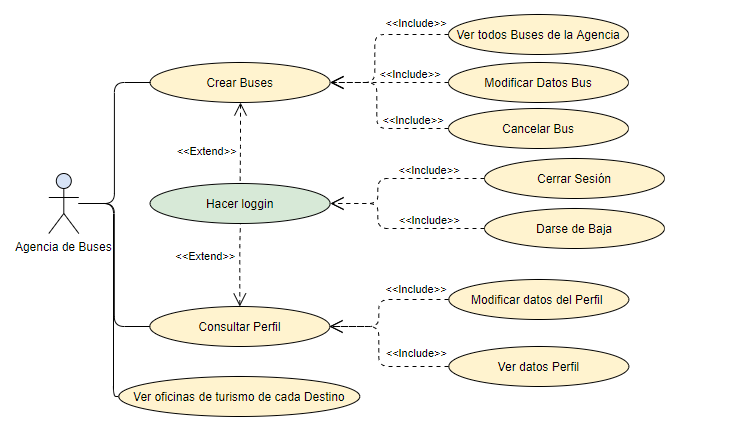 <<Include>>
Ver todos Buses de la Agencia
Crear Buses
<<Include>>
Modificar Datos Bus
<<Include>>
Cancelar Bus
<<Extend>>
<<Include>>
Cerrar Sesión
Hacer loggin
<<Include>>
Darse de Baja
Agencia de Buses
<<Extend>>
<<Include>>
Modificar datos del Perfil
Consultar Perfil
<<Include>>
Ver datos Perfil
Ver oficinas de turismo de cada Destino